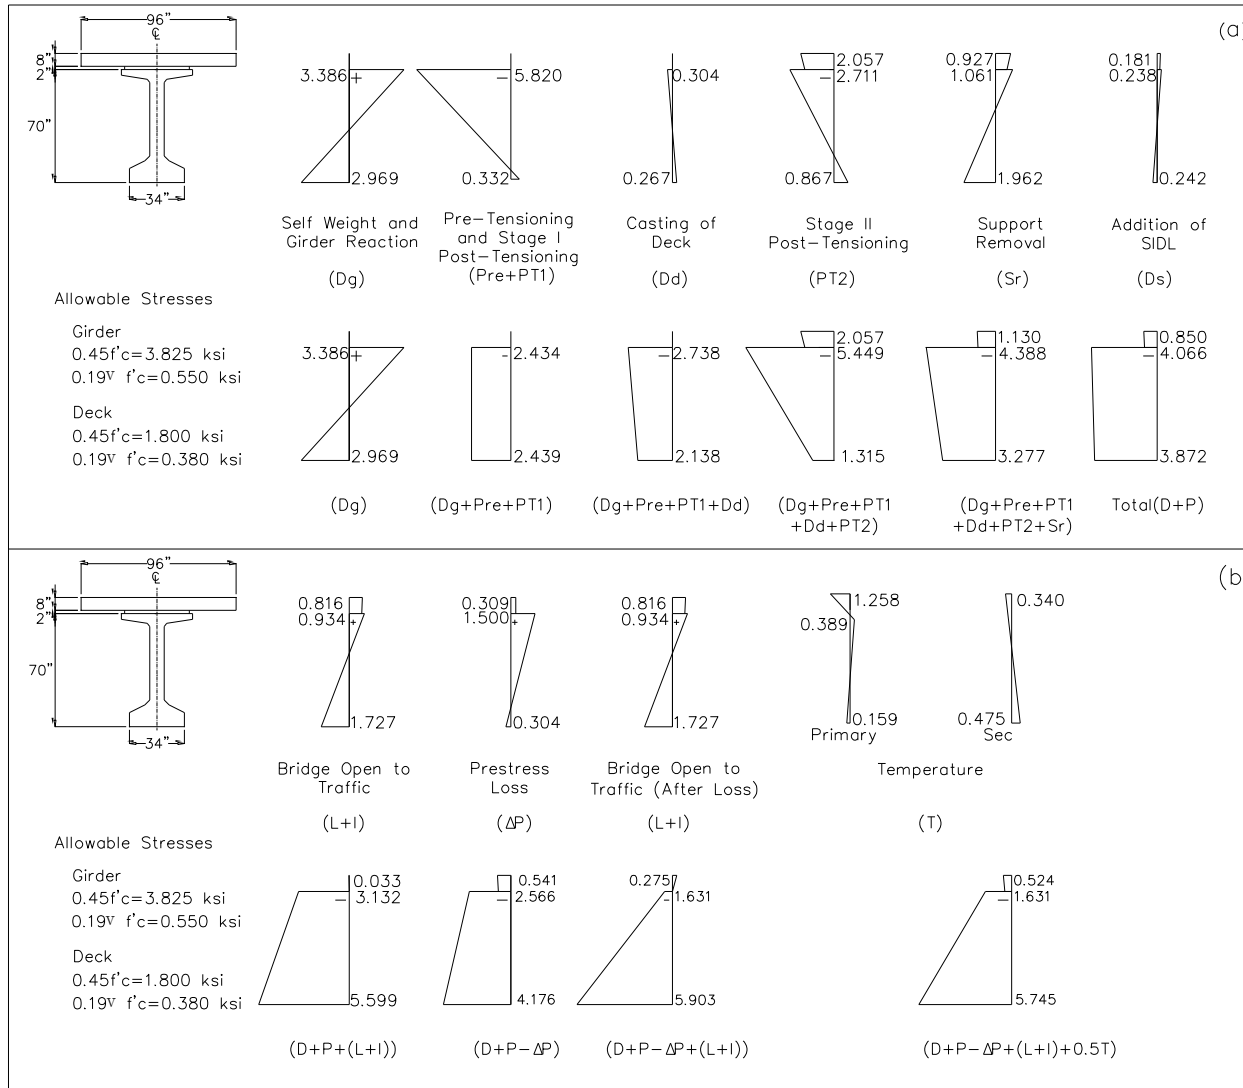 (a)
96"
℄
8"
2"
70"
34"
3.386
+
2.969
5.820
−
0.332
0.304
0.267
2.057
2.711
−
0.867
0.927
1.061
1.962
0.181
0.238
0.242
Self Weight and
Girder Reaction
(Dg)
Pre-Tensioning
and Stage I
Post-Tensioning
(Pre+PT1)
Casting of
Deck
(Dd)
Stage II
Post-Tensioning
(PT2)
Support
Removal
(Sr)
Addition of
SIDL
(Ds)
Allowable Stresses
Girder
0.45f'c=3.825 ksi
0.19√ f'c=0.550 ksi
Deck
0.45f'c=1.800 ksi
0.19√ f'c=0.380 ksi
3.386
+
2.969
-2.434
2.439
−2.738
2.138
2.057
−5.449
1.315
1.130
−4.388
3.277
0.850
−4.066
3.872
(Dg)
(Dg+Pre+PT1)
(Dg+Pre+PT1+Dd)
(Dg+Pre+PT1
+Dd+PT2)
(Dg+Pre+PT1
+Dd+PT2+Sr)
Total(D+P)
(b
96"
℄
8"
2"
70"
34"
0.816
0.934
+
1.727
0.309
1.500
+
0.304
0.816
0.934
+
1.727
1.258
0.389
0.159
Primary
0.340
0.475
Sec
Bridge Open to
Traffic
(L+I)
Prestress
Loss
(ΔP)
Bridge Open to
Traffic (After Loss)
(L+I)
Temperature
(T)
Allowable Stresses
Girder
0.45f'c=3.825 ksi
0.19√ f'c=0.550 ksi
Deck
0.45f'c=1.800 ksi
0.19√ f'c=0.380 ksi
0.033
− 3.132
5.599
0.541
−2.566
4.176
0.275
-1.631
5.903
0.524
−1.631
5.745
(D+P+(L+I))
(D+P-ΔP)
(D+P-ΔP+(L+I))
(D+P-ΔP+(L+I)+0.5T)